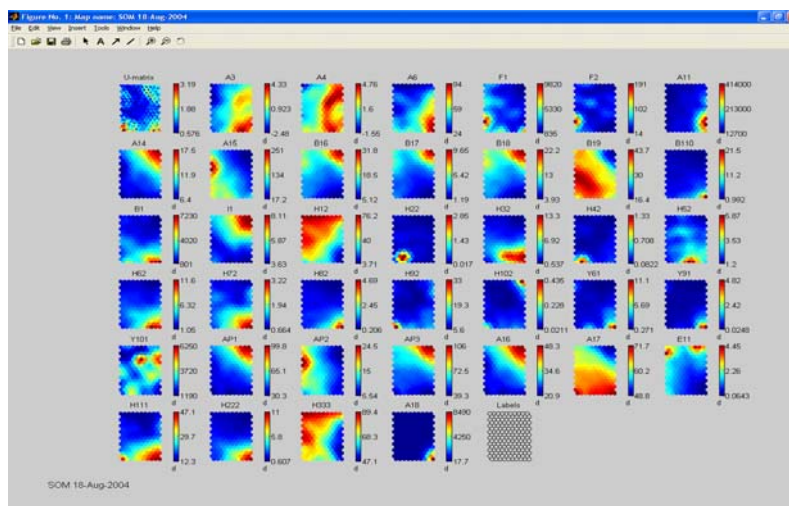 Figure No. 1: Map name: SOM 18-Aug-2004
File Edit View Insert Tools Window Help
U-matrix A3 A4 A6 F1 F2 A11
3.19 4.33 4.76 94 9820 191 414000
1.88 0.923 1.6 59 5330 102 213000
0.576 -2.48 -1.55 24 835 14 12700
A14 A15 B16 B17 B18 B19 B110
17.5 251 31.8 9.65 22.2 43.7 21.5
11.9 134 18.5 5.42 13 30 11.2
6.4 17.2 5.12 1.19 3.93 16.4 0.982
d d d d d d
B1 I1 H12 H22 H32 H42 H52
7230 8.11 76.2 2.85 13.3 1.33 5.87
4020 5.87 40 1.43 6.92 0.708 3.53
801 3.63 3.71 0.017 0.537 0.0822 1.2
d d d d d d d
H62 H72 H82 H92 H102 Y61 Y91
11.6 3.22 4.69 33 0.435 11.1 4.82
6.32 1.94 2.45 19.3 0.228 5.69 2.42
1.05 0.664 0.206 5.6 0.0211 0.271 0.0248
d d d d d d d
Y101 AP1 AP2 AP3 A16 A17 E11
6250 99.8 24.5 106 48.3 71.7 4.45
3720 65.1 15 72.5 34.6 60.2 2.26
1190 30.3 5.54 39.3 20.9 48.8 0.0643
d d d d d d d
H111 H222 H333 A18 Labels
47.1 11 89.4 8490
29.7 5.8 68.3 4250
12.3 0.607 47.1 17.7
d d d d
SOM 18-Aug-2004